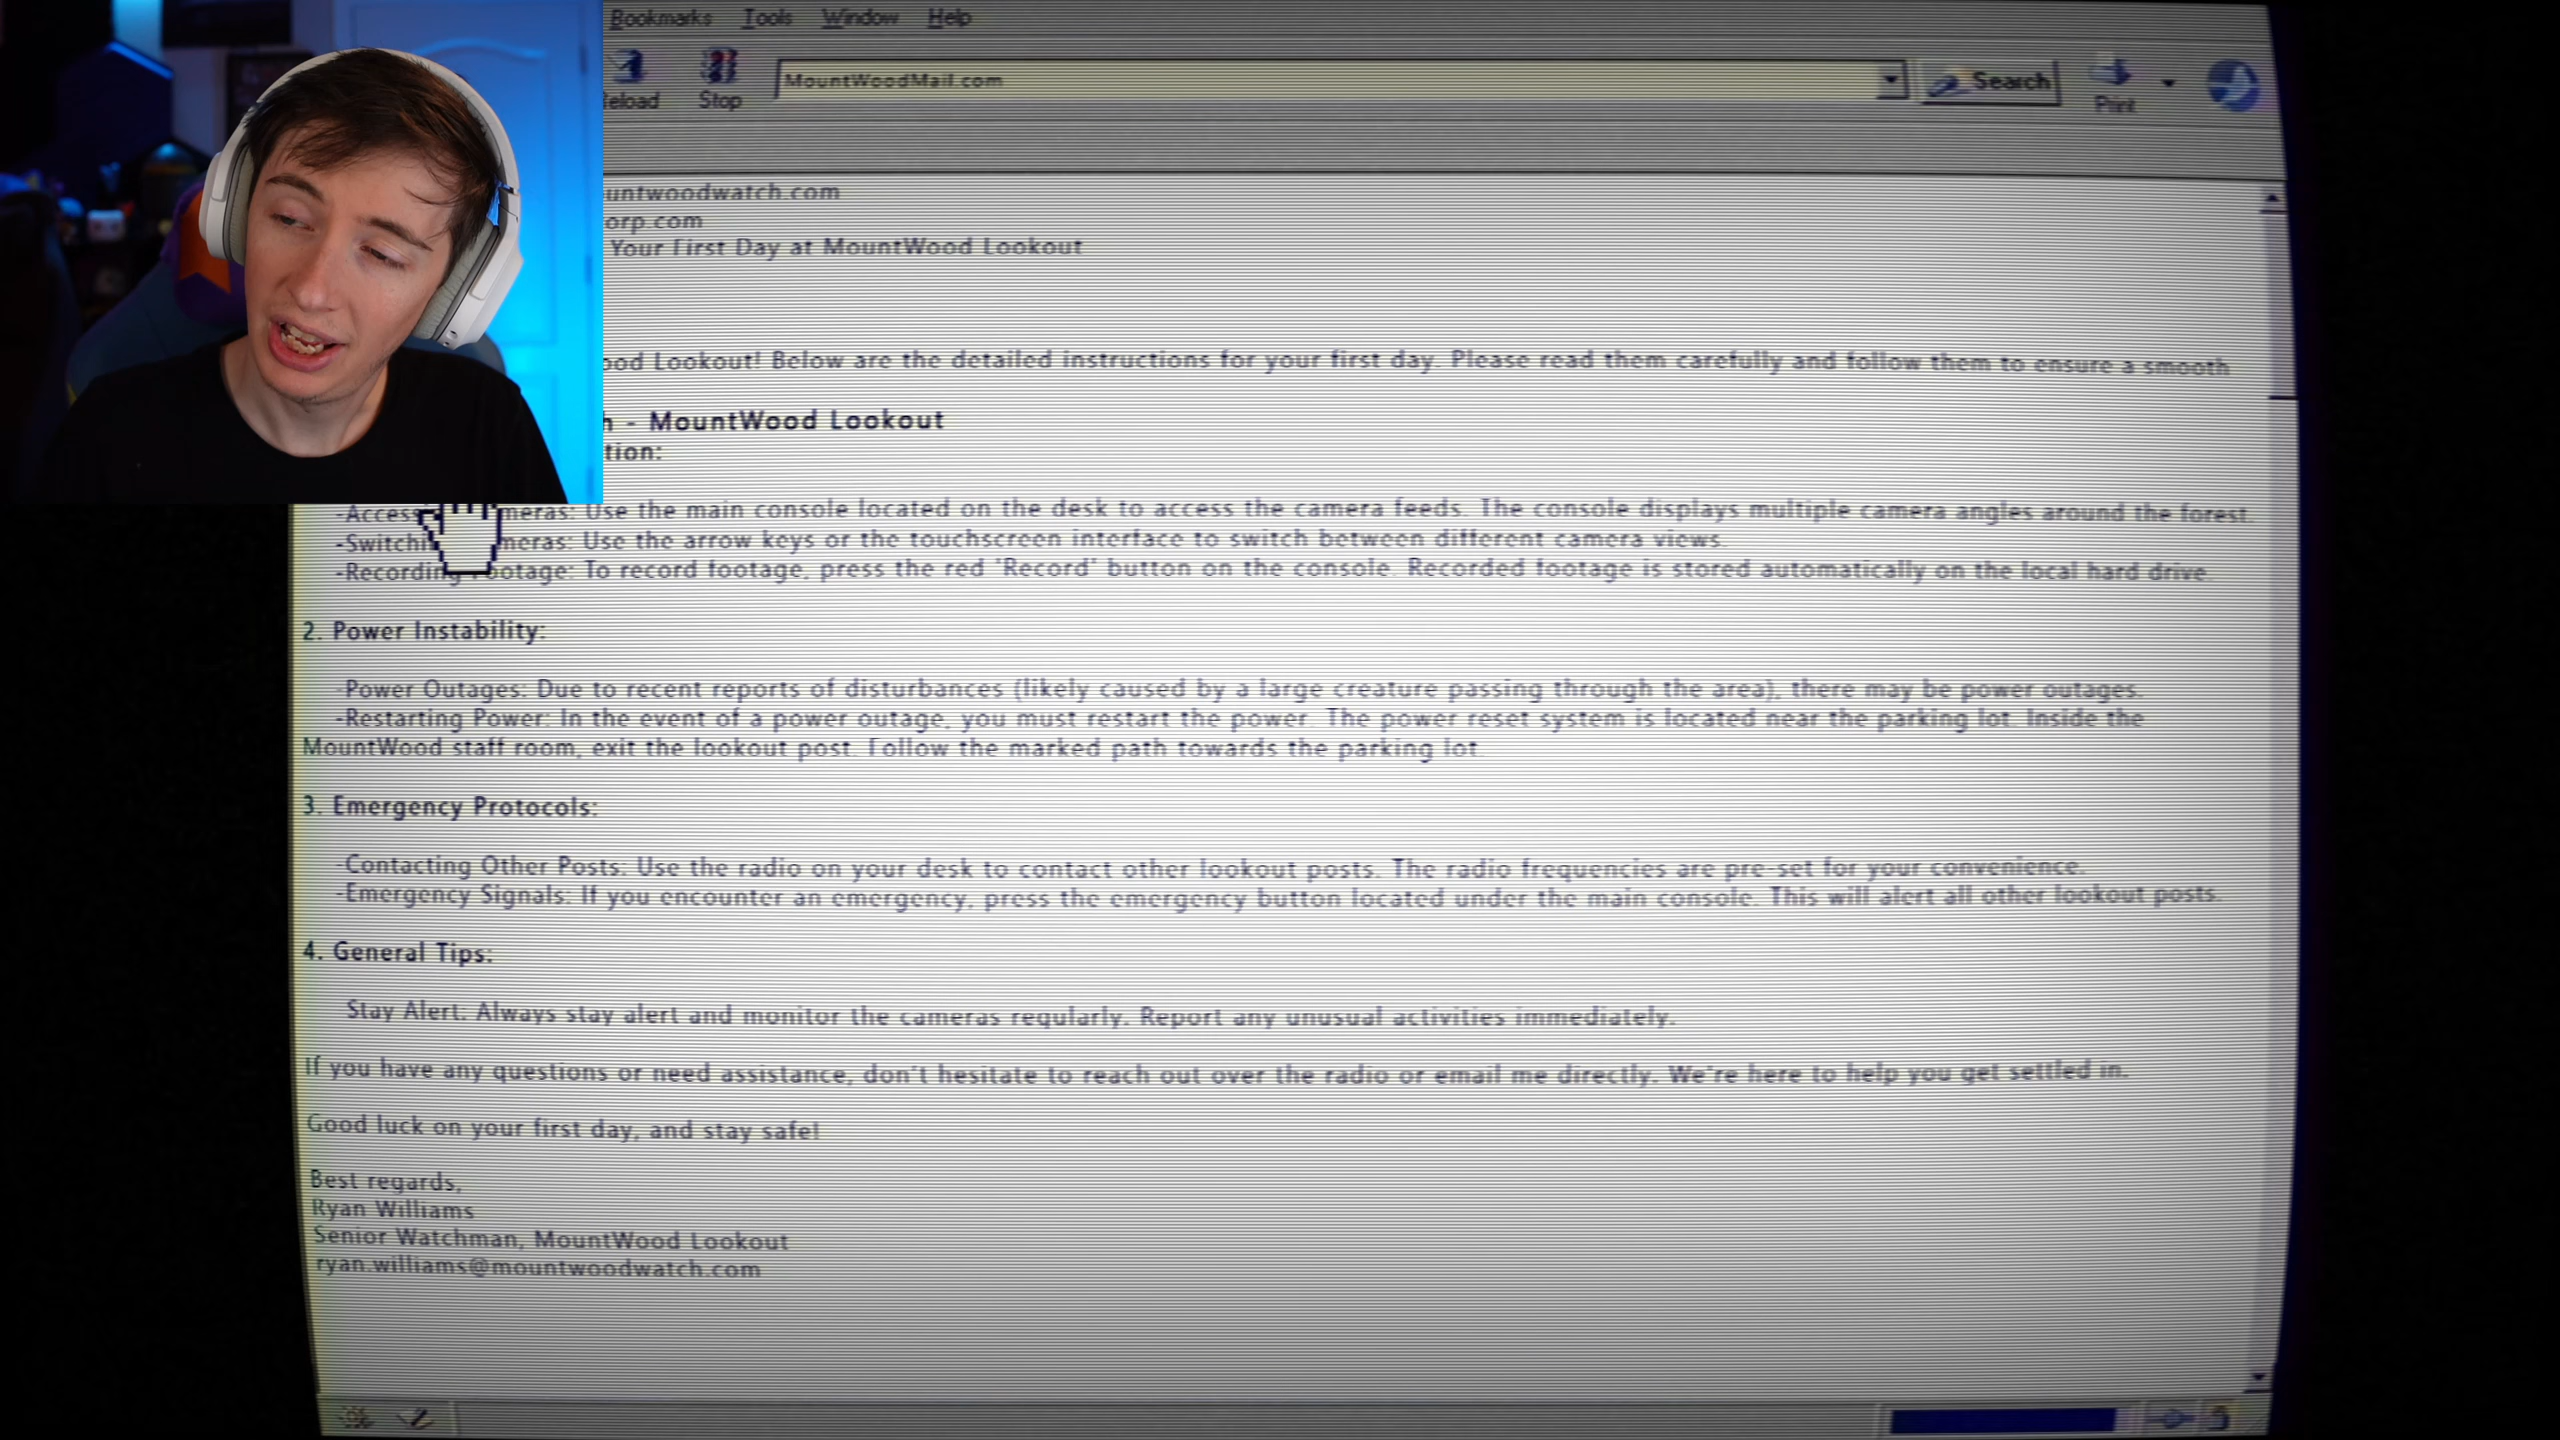 Bookmarks Tools Window Help
Reload Stop MountWoodMail.com Search Print
untwoodwatch.com
orp.com
Your First Day at MountWood Lookout
ood Lookout! Below are the detailed instructions for your first day. Please read them carefully and follow them to ensure a smooth
h - MountWood Lookout
tion:
-Access meras: Use the main console located on the desk to access the camera feeds. The console displays multiple camera angles around the forest.
-Switchi meras: Use the arrow keys or the touchscreen interface to switch between different camera views.
-Recording Footage: To record footage, press the red 'Record' button on the console. Recorded footage is stored automatically on the local hard drive.
2. Power Instability:
-Power Outages: Due to recent reports of disturbances (likely caused by a large creature passing through the area), there may be power outages.
-Restarting Power: In the event of a power outage, you must restart the power. The power reset system is located near the parking lot. Inside the
MountWood staff room, exit the lookout post. Follow the marked path towards the parking lot.
3. Emergency Protocols:
-Contacting Other Posts: Use the radio on your desk to contact other lookout posts. The radio frequencies are pre-set for your convenience.
-Emergency Signals: If you encounter an emergency, press the emergency button located under the main console. This will alert all other lookout posts.
4. General Tips:
Stay Alert: Always stay alert and monitor the cameras regularly. Report any unusual activities immediately.
If you have any questions or need assistance, don't hesitate to reach out over the radio or email me directly. We're here to help you get settled in.
Good luck on your first day, and stay safe!
Best regards,
Ryan Williams
Senior Watchman, MountWood Lookout
ryan.williams@mountwoodwatch.com